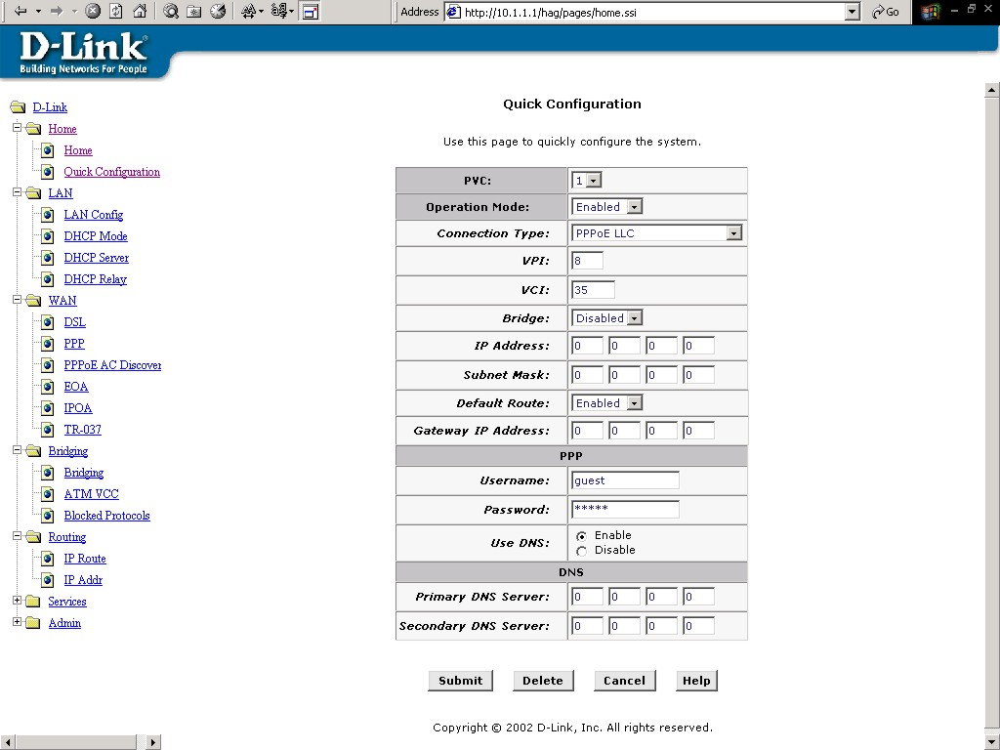 Address http://10.1.1.1/hag/pages/home.ssi Go
D-Link
Building Networks For People
D-Link
Home
Home
Quick Configuration
LAN
LAN Config
DHCP Mode
DHCP Server
DHCP Relay
WAN
DSL
PPP
PPPoE AC Discover
EOA
IPOA
TR-037
Bridging
Bridging
ATM VCC
Blocked Protocols
Routing
IP Route
IP Addr
Services
Admin
Quick Configuration
Use this page to quickly configure the system.
PVC: 1
Operation Mode: Enabled
Connection Type: PPPoE LLC
VPI: 8
VCI: 35
Bridge: Disabled
IP Address: 0 0 0 0
Subnet Mask: 0 0 0 0
Default Route: Enabled
Gateway IP Address: 0 0 0 0
PPP
Username: guest
Password: *****
Use DNS: Enable
Disable
DNS
Primary DNS Server: 0 0 0 0
Secondary DNS Server: 0 0 0 0
Submit Delete Cancel Help
Copyright © 2002 D-Link, Inc. All rights reserved.